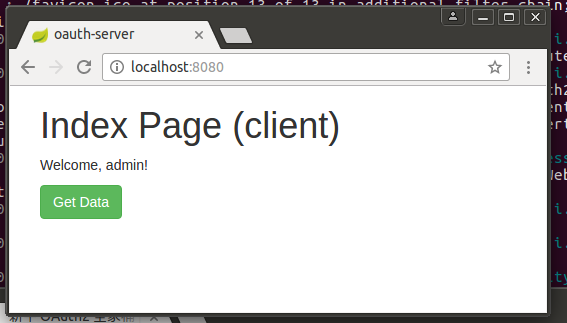 /favicon.ico at position 13 of 13 in additional filter chain;
oauth-server
localhost:8080
Index Page (client)
Welcome, admin!
Get Data